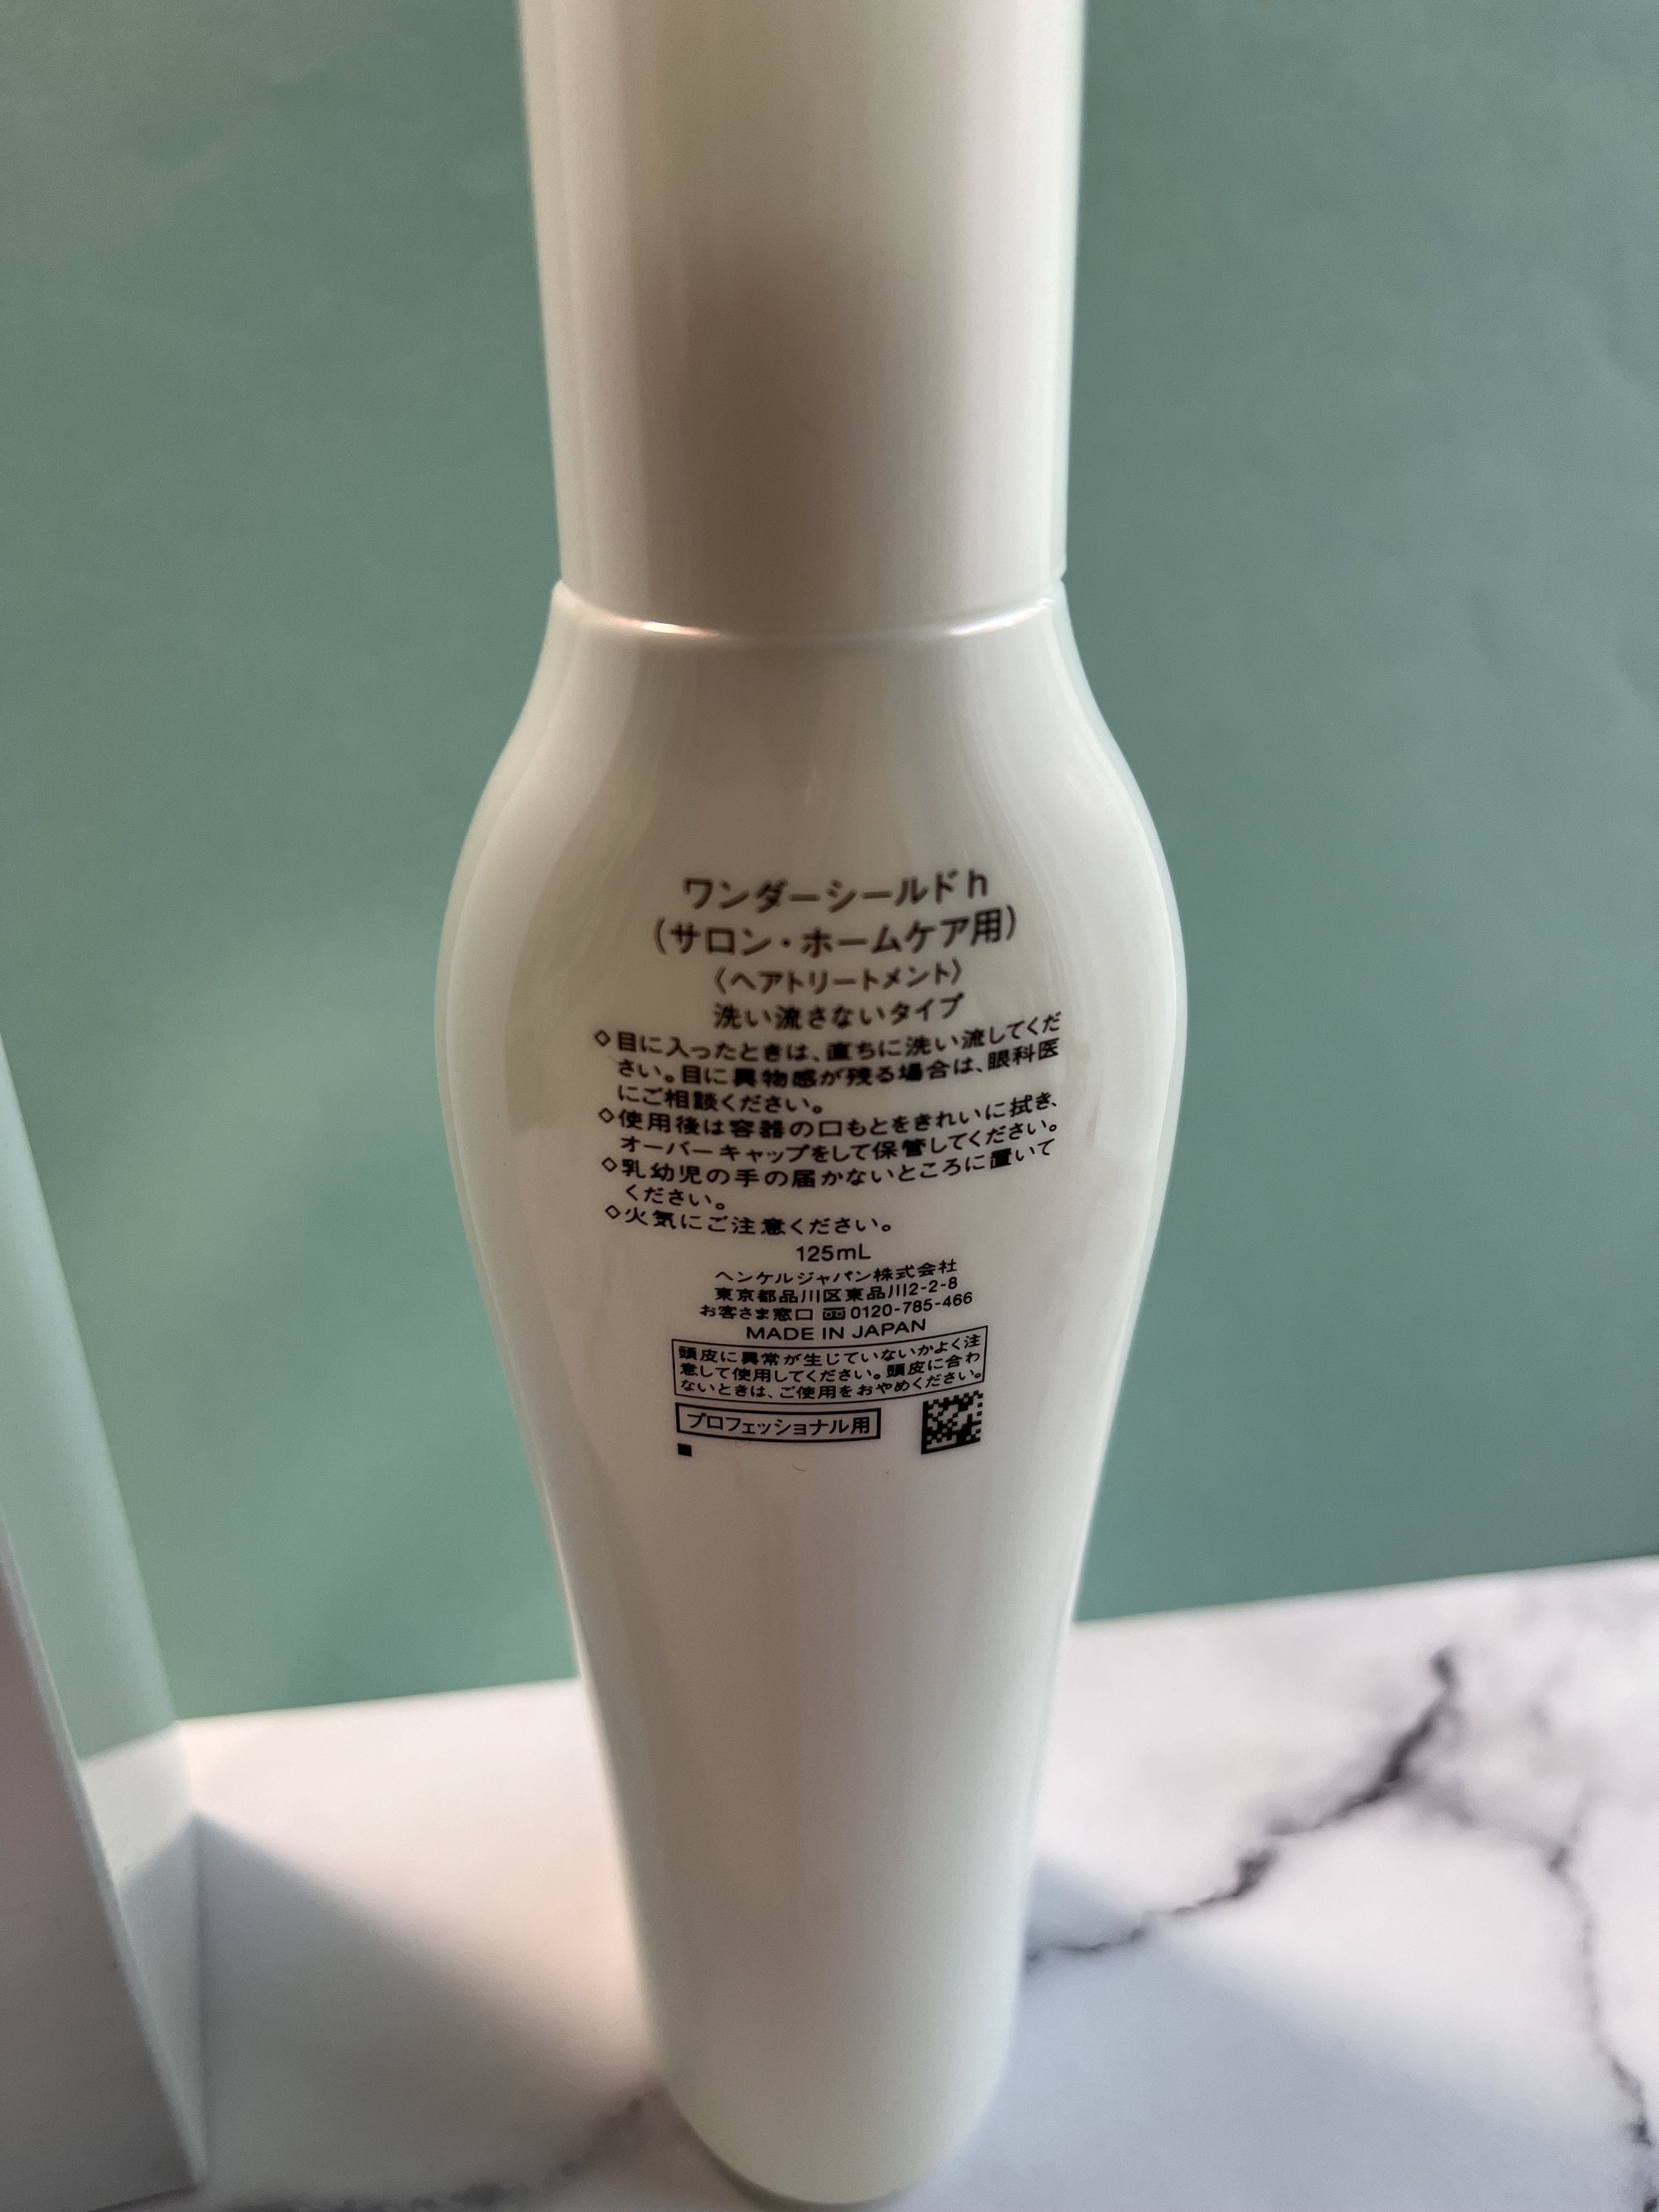 ワンダーシールドh
（サロン・ホームケア用）
〈ヘアトリートメント〉
洗い流さないタイプ
◇目に入ったときは、直ちに洗い流してくだ
さい。目に異物感が残る場合は、眼科医
にご相談ください。
◇使用後は容器の口もとをきれいに拭き、
オーバーキャップをして保管してください。
◇乳幼児の手の届かないところに置いて
ください。
◇火気にご注意ください。
125mL
ヘンケルジャパン株式会社
東京都品川区東品川2-2-8
お客さま窓口 0120-785-466
MADE IN JAPAN
頭皮に異常が生じていないかよく注
意して使用してください。頭皮に合わ
ないときは、ご使用をおやめください。
プロフェッショナル用